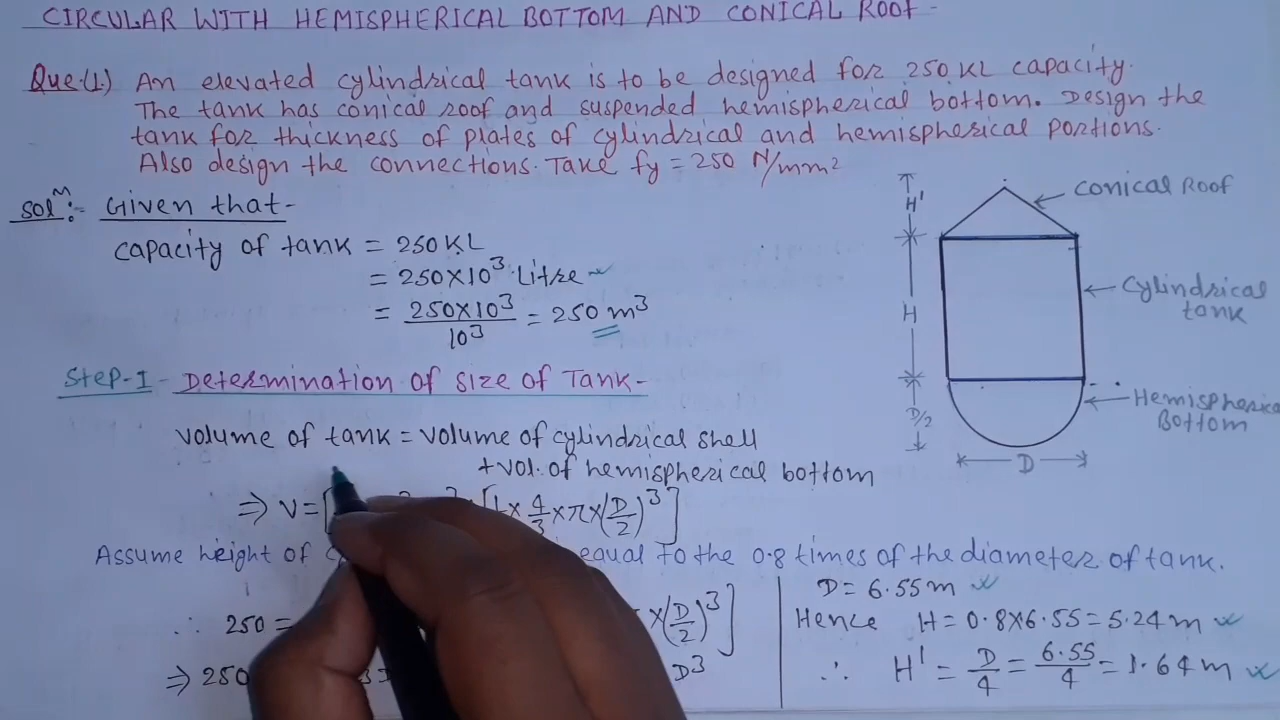 CIRCULAR WITH HEMISPHERICAL BOTTOM AND CONICAL ROOF -
Que.(1.) An elevated cylindrical tank is to be designed for 250 KL capacity.
The tank has conical roof and suspended hemispherical bottom. Design the
tank for thickness of plates of cylindrical and hemispherical portions.
Also design the connections. Take fy = 250 N/mm2
Solⁿ:- Given that-
capacity of tank = 250 KL
= 250×10³ Litre
= 250×10³/10³ = 250 m³
H'
Conical Roof
H
Cylindrical
tank
D/2
Hemispherica
Bottom
D
Step-I - Determination of size of Tank-
volume of tank = volume of cylindrical shell
+ vol. of hemispherical bottom
⇒ V = [ × 4/3 × π × (D/2)³]
Assume height of equal to the 0.8 times of the diameter of tank.
∴ 250 = × (D/2)³]
⇒ 250 D³
D = 6.55 m
Hence H = 0.8×6.55 = 5.24 m
∴ H' = D/4 = 6.55/4 = 1.64 m